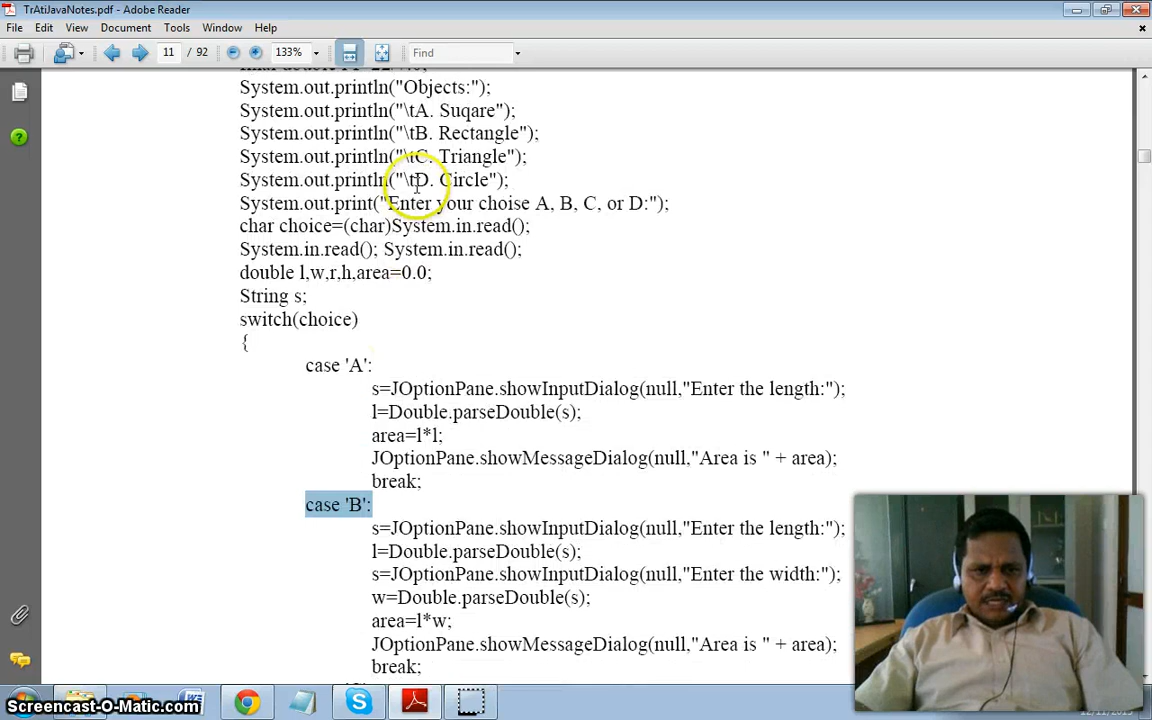 TrAtiJavaNotes.pdf - Adobe Reader
File Edit View Document Tools Window Help
11 / 92 133% Find
System.out.println("Objects:");
System.out.println("\tA. Suqare");
System.out.println("\tB. Rectangle");
System.out.println("\tC. Triangle");
System.out.println("\tD. Circle");
System.out.print("Enter your choise A, B, C, or D:");
char choice=(char)System.in.read();
System.in.read(); System.in.read();
double l,w,r,h,area=0.0;
String s;
switch(choice)
{
case 'A':
s=JOptionPane.showInputDialog(null,"Enter the length:");
l=Double.parseDouble(s);
area=l*l;
JOptionPane.showMessageDialog(null,"Area is " + area);
break;
case 'B':
s=JOptionPane.showInputDialog(null,"Enter the length:");
l=Double.parseDouble(s);
s=JOptionPane.showInputDialog(null,"Enter the width:");
w=Double.parseDouble(s);
area=l*w;
JOptionPane.showMessageDialog(null,"Area is " + area);
break;
Screencast-O-Matic.com